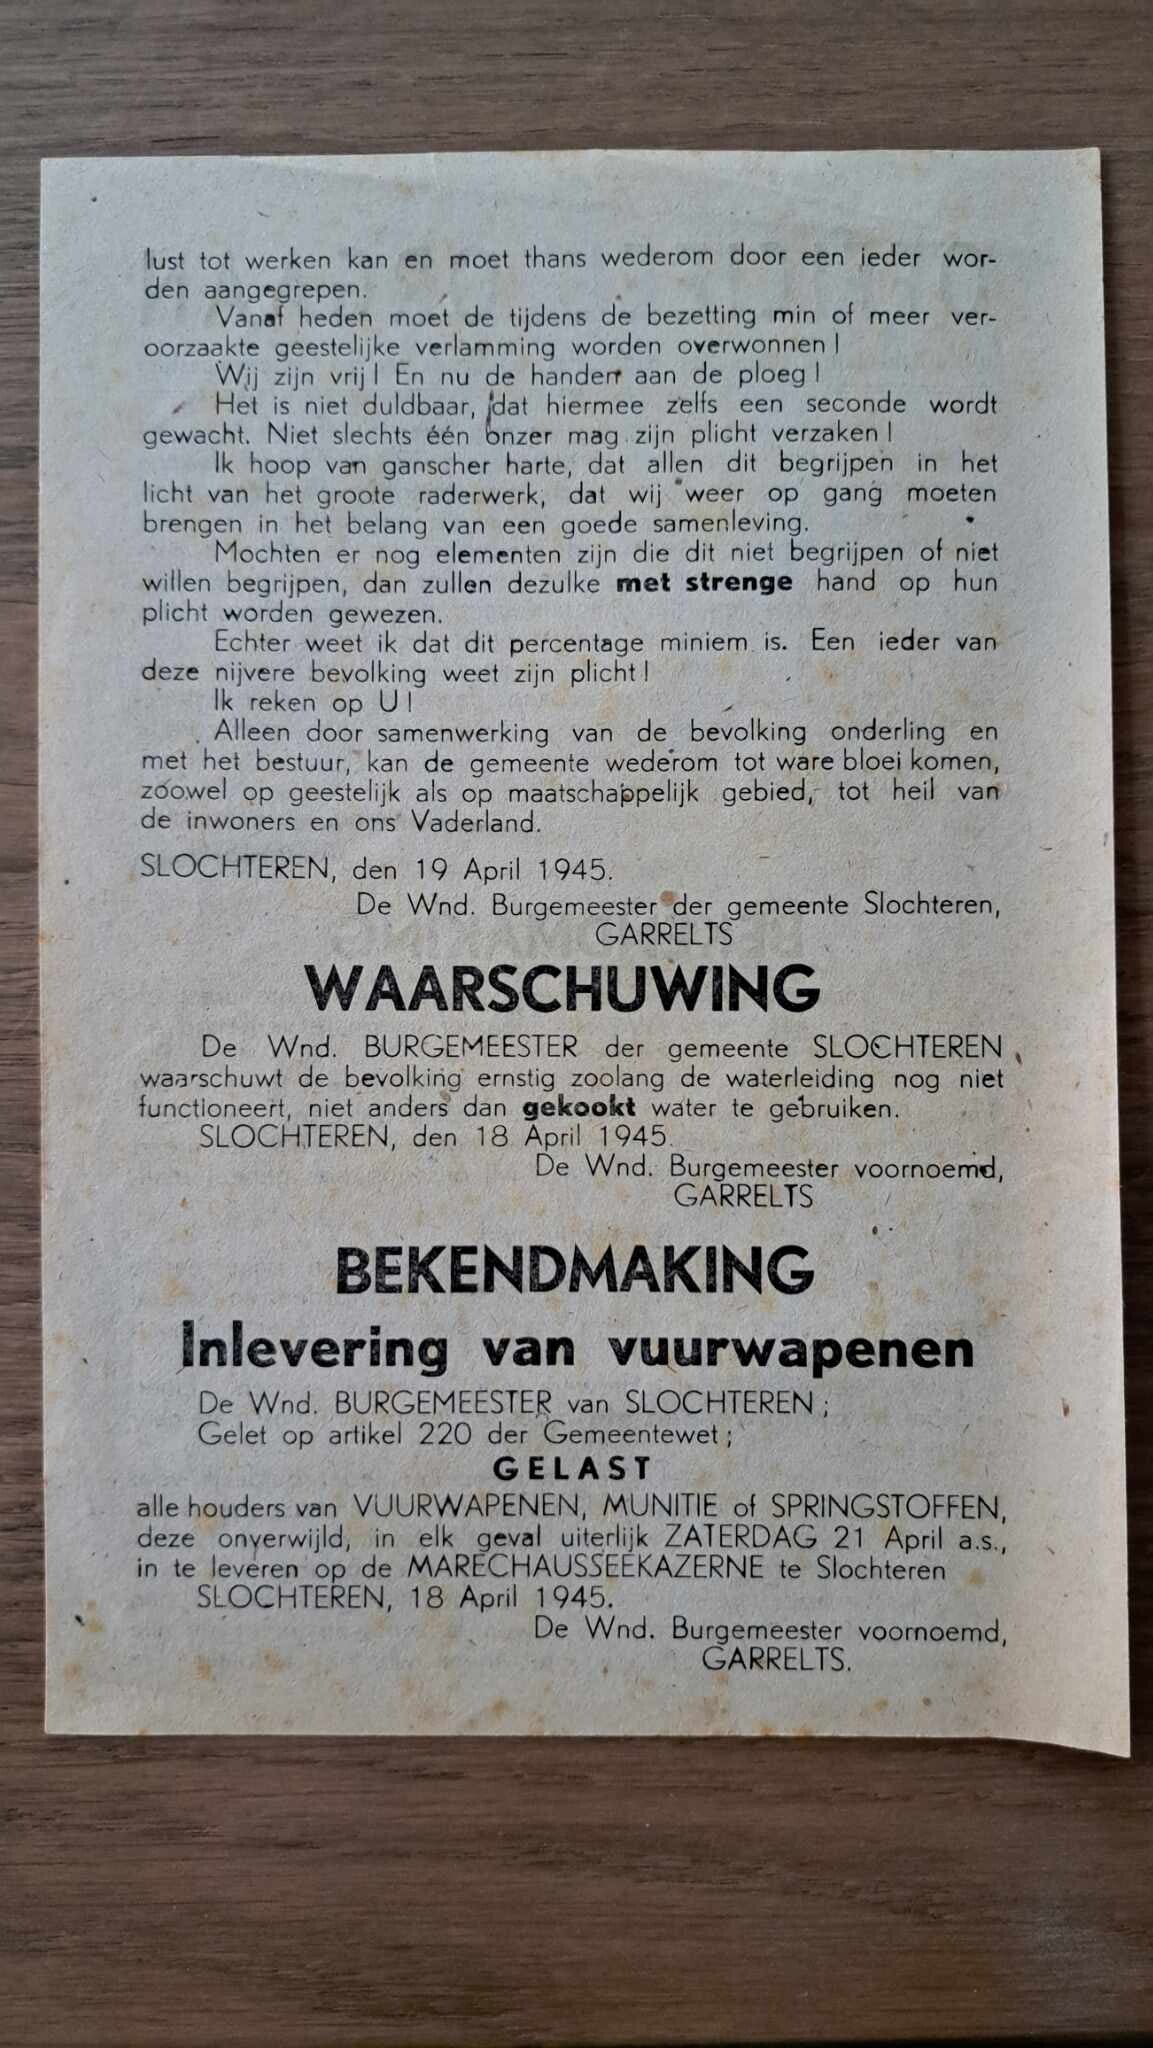 lust tot werken kan en moet thans wederom door een ieder wor-
den aangegrepen.
Vanaf heden moet de tijdens de bezetting min of meer ver-
oorzaakte geestelijke verlamming worden overwonnen!
Wij zijn vrij! En nu de handen aan de ploeg!
Het is niet duldbaar, dat hiermee zelfs een seconde wordt
gewacht. Niet slechts één onzer mag zijn plicht verzaken!
Ik hoop van ganscher harte, dat allen dit begrijpen in het
licht van het groote raderwerk, dat wij weer op gang moeten
brengen in het belang van een goede samenleving.
Mochten er nog elementen zijn die dit niet begrijpen of niet
willen begrijpen, dan zullen dezulke met strenge hand op hun
plicht worden gewezen.
Echter weet ik dat dit percentage miniem is. Een ieder van
deze nijvere bevolking weet zijn plicht!
Ik reken op U!
Alleen door samenwerking van de bevolking onderling en
met het bestuur, kan de gemeente wederom tot ware bloei komen,
zoowel op geestelijk als op maatschappelijk gebied, tot heil van
de inwoners en ons Vaderland.
SLOCHTEREN, den 19 April 1945.
De Wnd. Burgemeester der gemeente Slochteren,
GARRELTS
WAARSCHUWING
De Wnd. BURGEMEESTER der gemeente SLOCHTEREN
waarschuwt de bevolking ernstig zoolang de waterleiding nog niet
functioneert, niet anders dan gekookt water te gebruiken.
SLOCHTEREN, den 18 April 1945.
De Wnd. Burgemeester voornoemd,
GARRELTS
BEKENDMAKING
Inlevering van vuurwapenen
De Wnd. BURGEMEESTER van SLOCHTEREN;
Gelet op artikel 220 der Gemeentewet;
GELAST
alle houders van VUURWAPENEN, MUNITIE of SPRINGSTOFFEN,
deze onverwijld, in elk geval uiterlijk ZATERDAG 21 April a.s.,
in te leveren op de MARECHAUSSEEKAZERNE te Slochteren
SLOCHTEREN, 18 April 1945.
De Wnd. Burgemeester voornoemd,
GARRELTS.